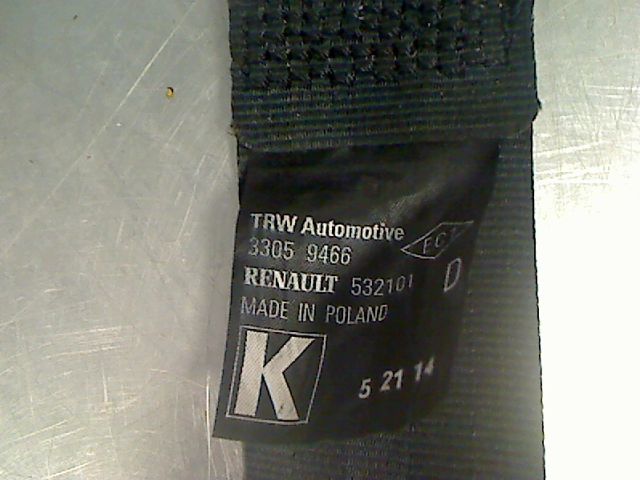 TRW Automotive
3305 9466
RENAULT 532101
D
MADE IN POLAND
K
5 21 14